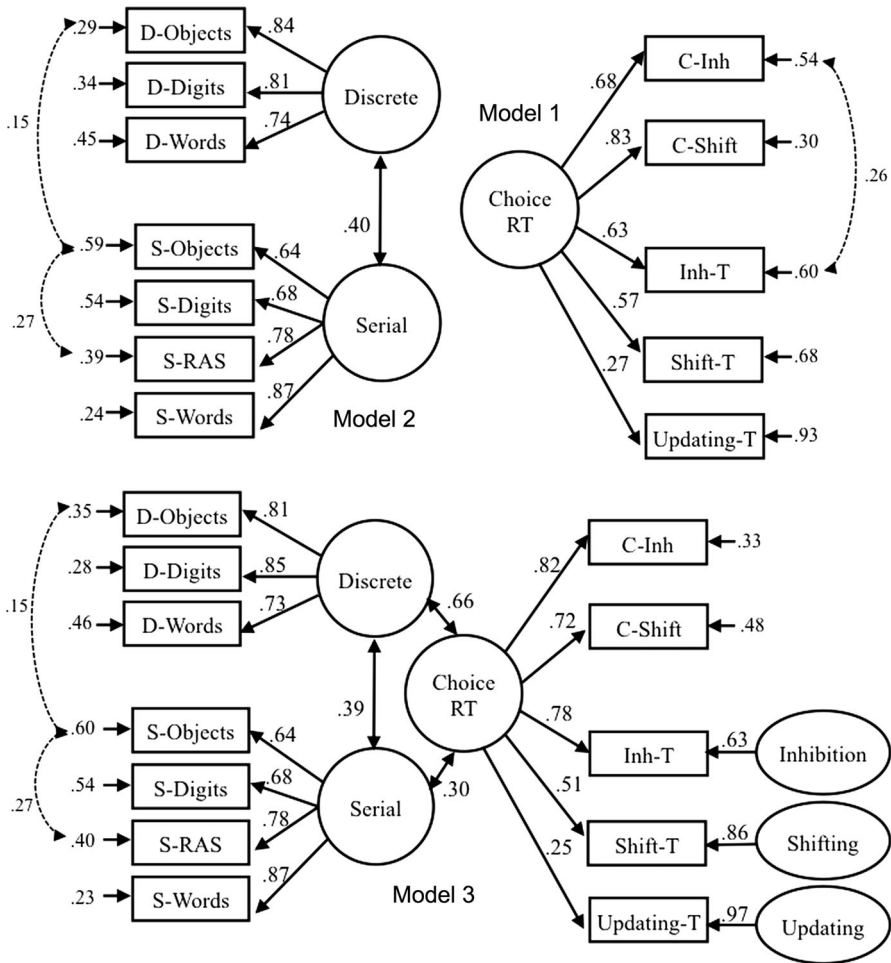 .29
D-Objects
.84
.34
D-Digits
.81
Discrete
.45
D-Words
.74
.15
.40
.59
S-Objects
.64
.54
S-Digits
.68
Serial
.27
.39
S-RAS
.78
.24
S-Words
.87
Model 2
Model 1
Choice
RT
.68
C-Inh
.54
.83
C-Shift
.30
.26
.63
Inh-T
.60
.57
Shift-T
.68
.27
Updating-T
.93
.35
D-Objects
.81
.28
D-Digits
.85
Discrete
.46
D-Words
.73
.15
.66
.39
.60
S-Objects
.64
.54
S-Digits
.68
Serial
.30
.27
.40
S-RAS
.78
.23
S-Words
.87
Model 3
Choice
RT
.82
C-Inh
.33
.72
C-Shift
.48
.78
Inh-T
.63
Inhibition
.51
Shift-T
.86
Shifting
.25
Updating-T
.97
Updating